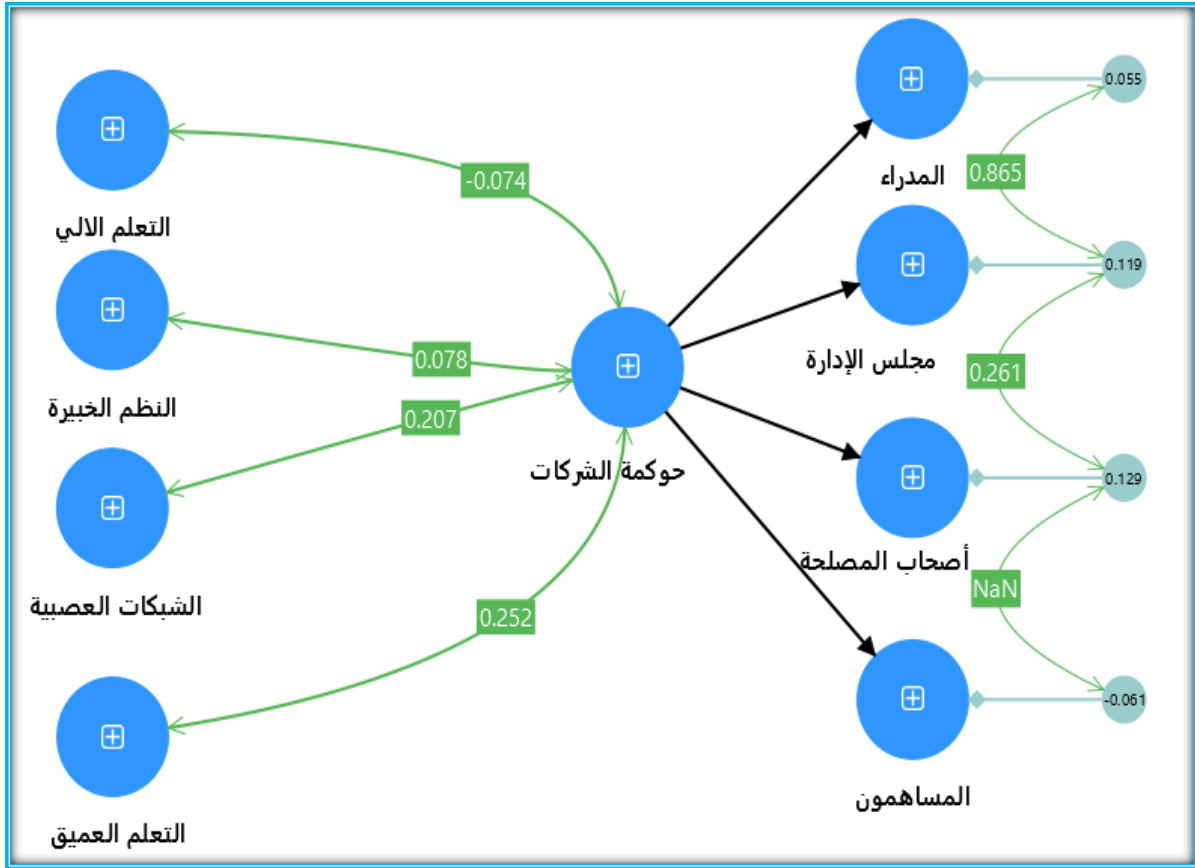 0.055
المدراء
0.865
-0.074
التعلم الالي
0.119
مجلس الإدارة
0.078
0.261
النظم الخبيرة
0.207
حوكمة الشركات
0.129
أصحاب المصلحة
NaN
الشبكات العصبية
0.252
-0.061
المساهمون
التعلم العميق